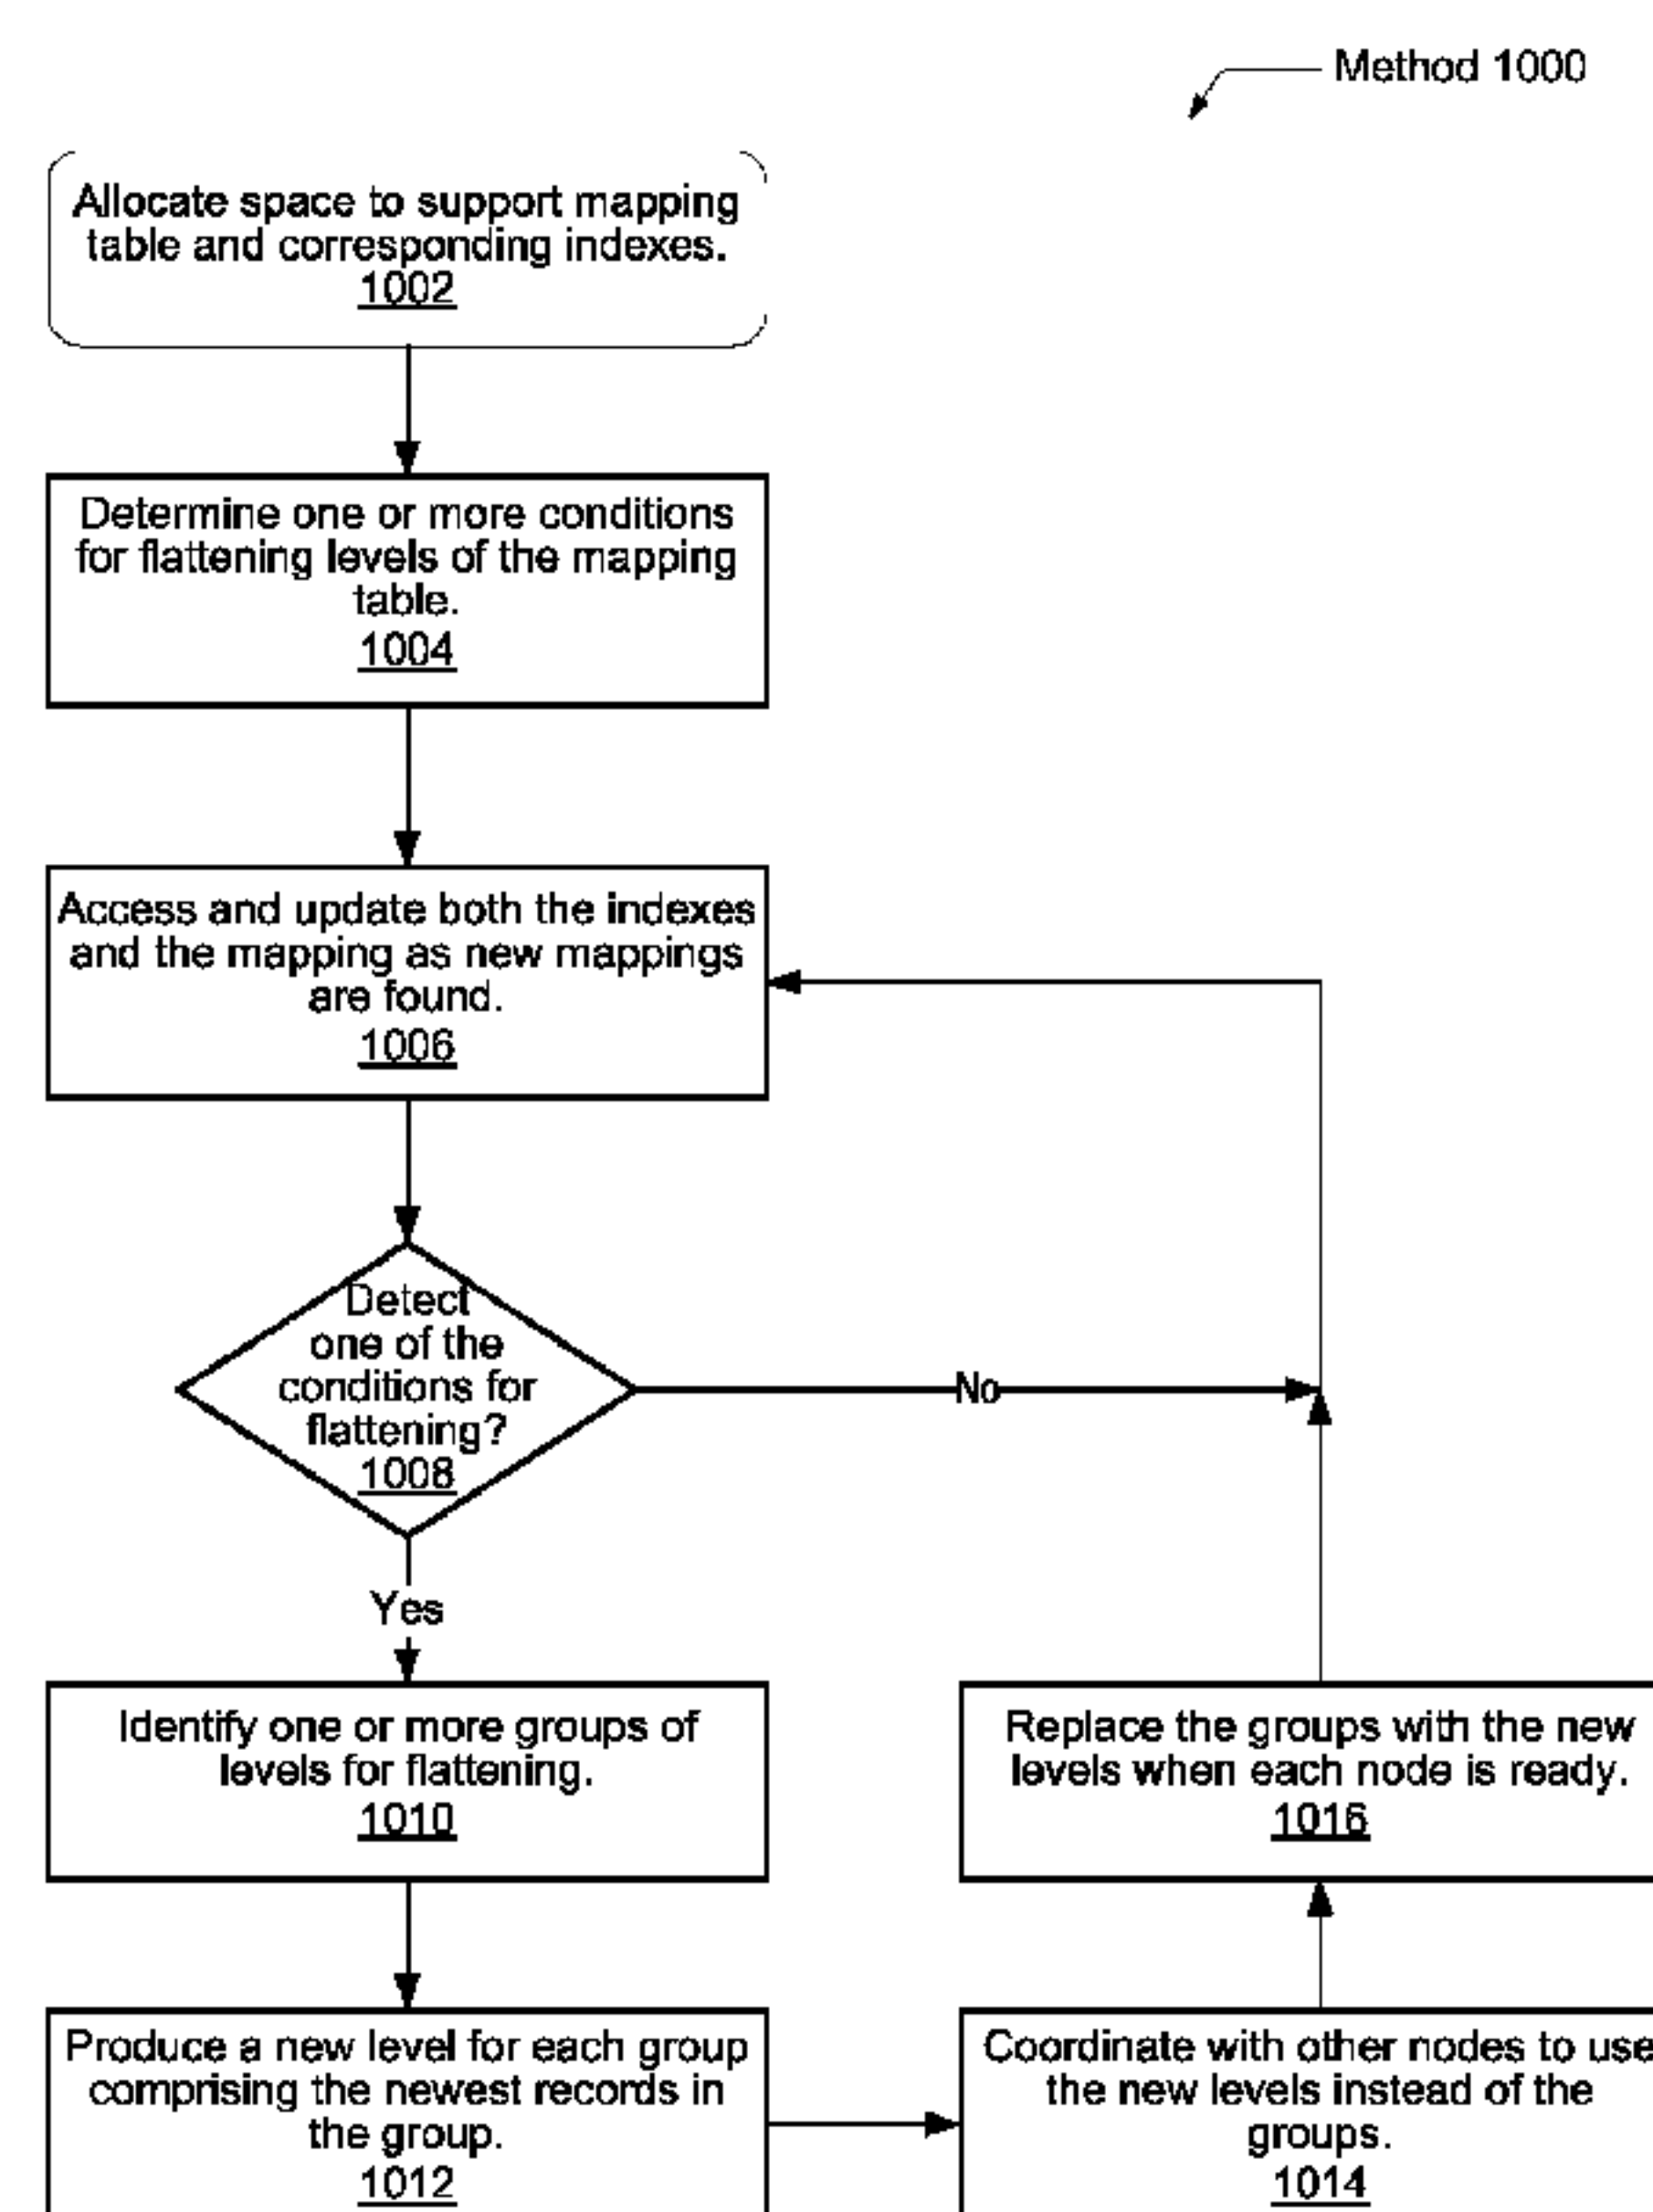 Method 1000
Allocate space to support mapping
table and corresponding indexes.
1002
Determine one or more conditions
for flattening levels of the mapping
table.
1004
Access and update both the indexes
and the mapping as new mappings
are found.
1006
Detect
one of the
conditions for
flattening?
1008
No
Yes
Identify one or more groups of
levels for flattening.
1010
Replace the groups with the new
levels when each node is ready.
1016
Produce a new level for each group
comprising the newest records in
the group.
1012
Coordinate with other nodes to use
the new levels instead of the
groups.
1014